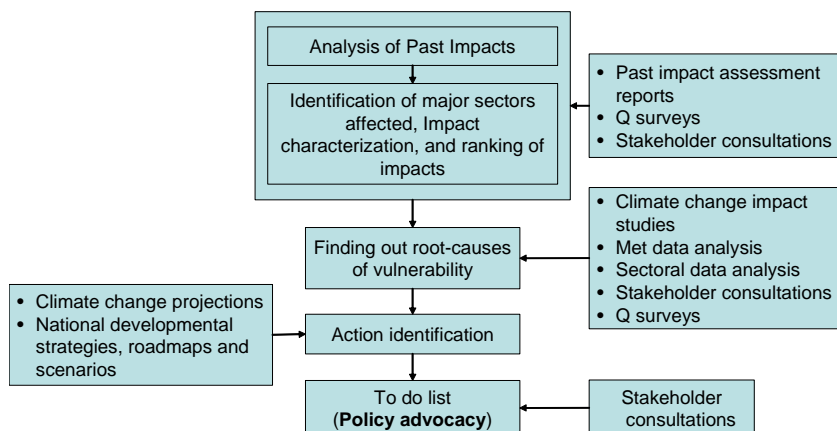 Analysis of Past Impacts
Identification of major sectors
affected, Impact
characterization, and ranking of
impacts
• Past impact assessment
reports
• Q surveys
• Stakeholder consultations
Finding out root-causes
of vulnerability
• Climate change impact
studies
• Met data analysis
• Sectoral data analysis
• Stakeholder consultations
• Q surveys
• Climate change projections
• National developmental
strategies, roadmaps and
scenarios
Action identification
To do list
(Policy advocacy)
Stakeholder
consultations